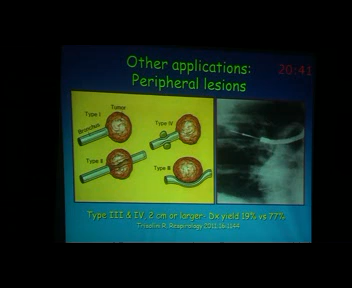 Other applications:
Peripheral lesions
20:41
Tumor
Type I
Bronchus
Type IV
Type II
Type III
Type III & IV, 2 cm or larger- Dx yield 19% vs 77%
Trisolini R. Respirology 2011:16:1144